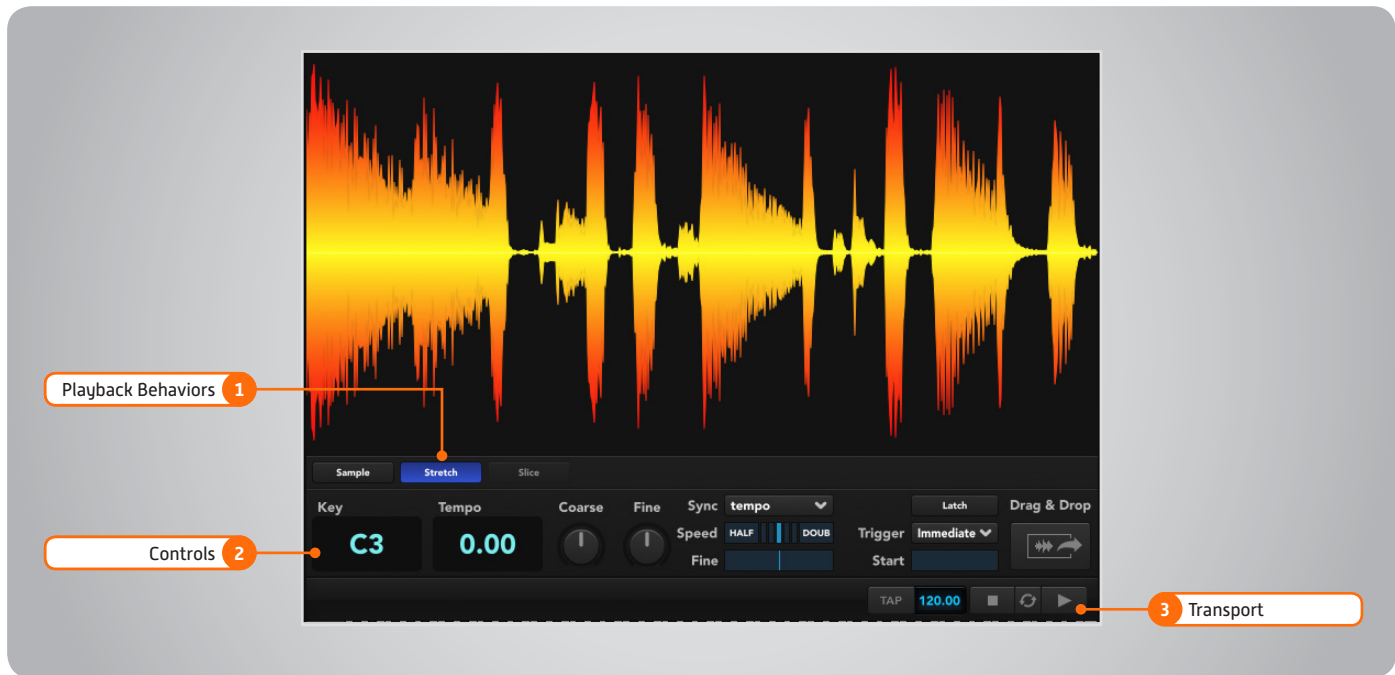 Playback Behaviors 1
Sample Stretch Slice
Key Tempo Coarse Fine Sync tempo Latch Drag & Drop
C3 0.00 Speed HALF DOUB Trigger Immediate
Controls 2
Fine Start
TAP 120.00
3 Transport